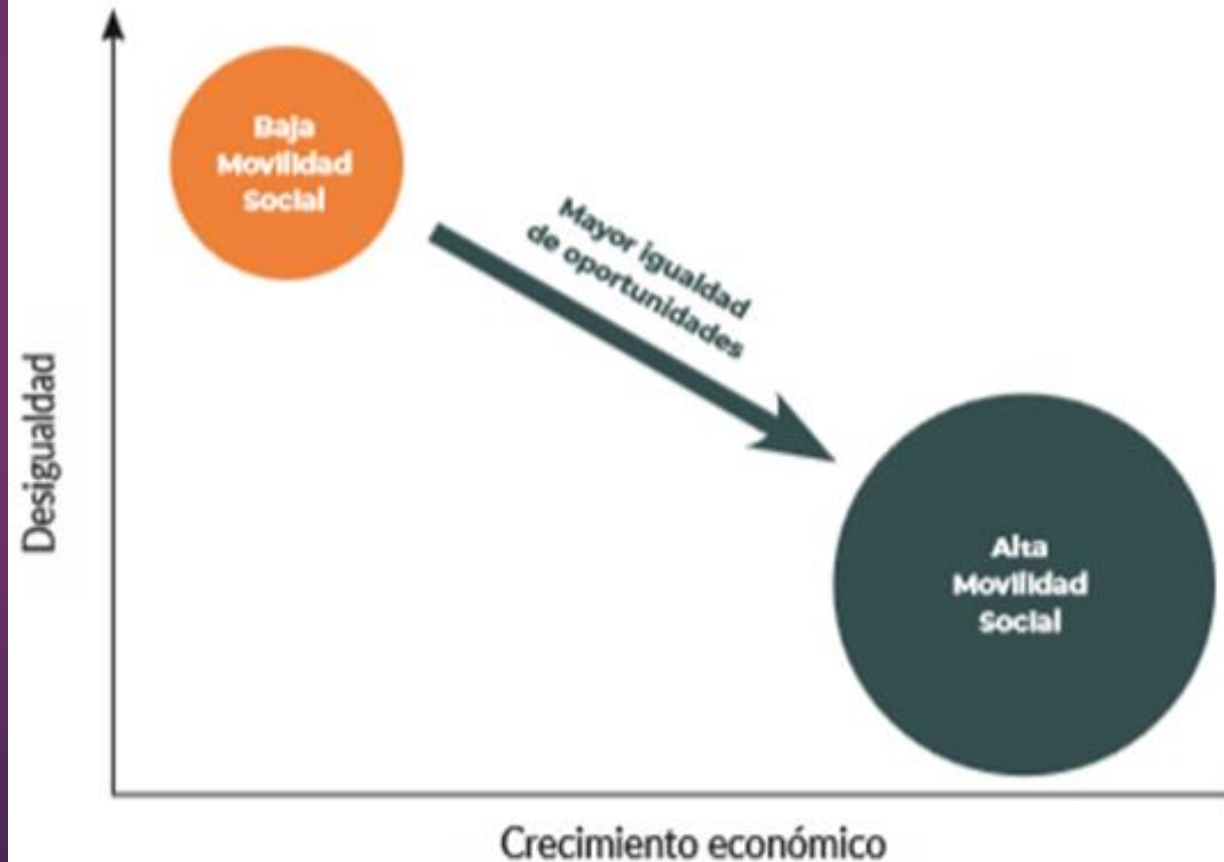 Baja
Movilidad
Social
Mayor igualdad
de oportunidades
Desigualdad
Alta
Movilidad
Social
Crecimiento económico